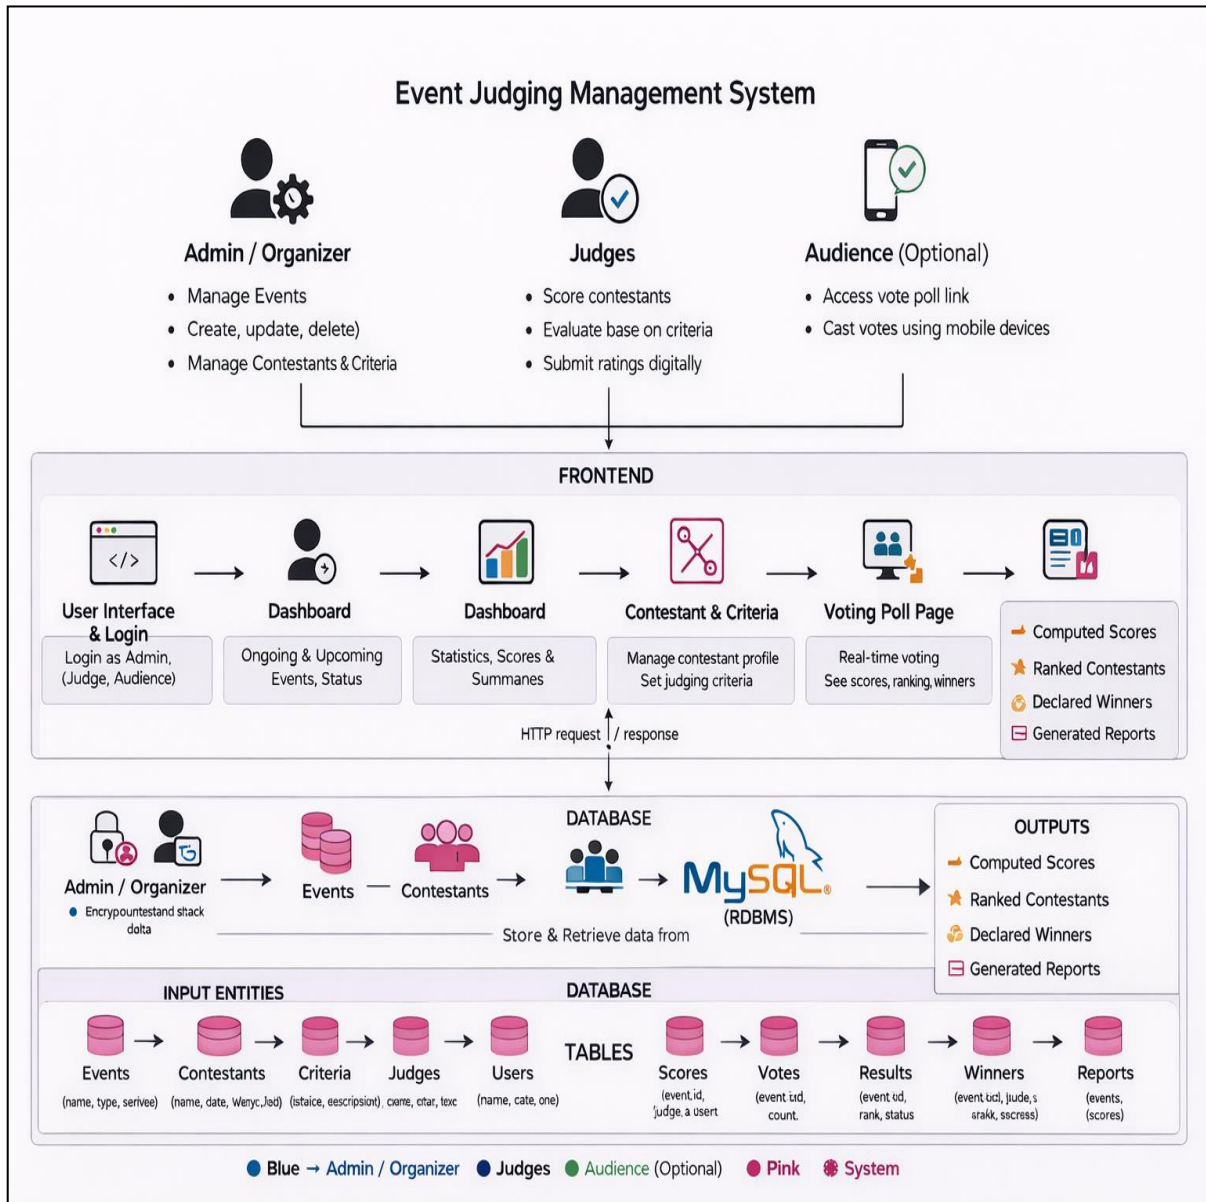 Event Judging Management System
Admin / Organizer
• Manage Events
• Create, update, delete)
• Manage Contestants & Criteria
Judges
• Score contestants
• Evaluate base on criteria
• Submit ratings digitally
Audience (Optional)
• Access vote poll link
• Cast votes using mobile devices
FRONTEND
</>
User Interface
& Login
Login as Admin,
(Judge, Audience)
Dashboard
Ongoing & Upcoming
Events, Status
Dashboard
Statistics, Scores &
Summanes
Contestant & Criteria
Manage contestant profile
Set judging criteria
Voting Poll Page
Real-time voting
See scores, ranking, winners
Computed Scores
Ranked Contestants
Declared Winners
Generated Reports
HTTP request / response
DATABASE
Admin / Organizer
• Encrypountestand shack
Events
Contestants
MySQL®
(RDBMS)
Store & Retrieve data from
OUTPUTS
Computed Scores
Ranked Contestants
Declared Winners
Generated Reports
INPUT ENTITIES
DATABASE
Events
(name, type, serivee)
Contestants
(name, date,
Criteria
Judges
Users
(name, cate, one)
TABLES
Scores
(event.id,
Votes
count.
Results
rank, status
Winners
Reports
(events,
(scores)
Blue → Admin / Organizer
Judges
Audience (Optional)
Pink
System